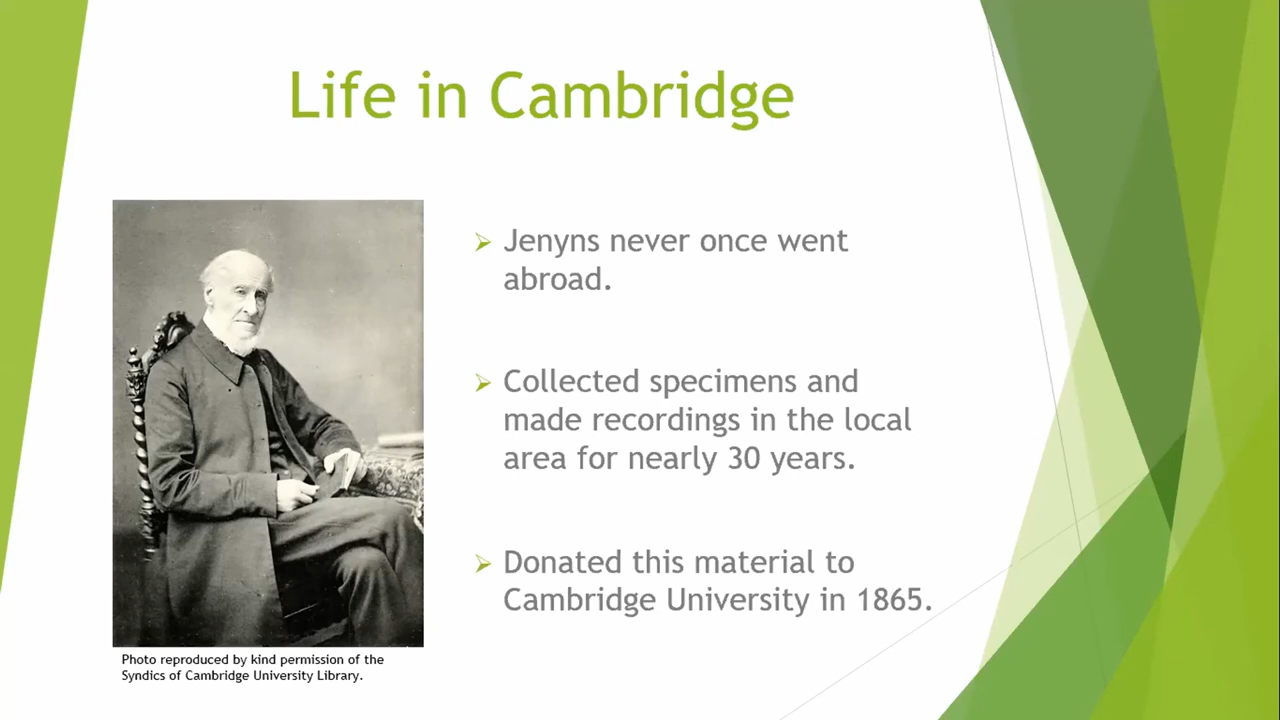 Life in Cambridge
Jenyns never once went
abroad.
Collected specimens and
made recordings in the local
area for nearly 30 years.
Donated this material to
Cambridge University in 1865.
Photo reproduced by kind permission of the
Syndics of Cambridge University Library.